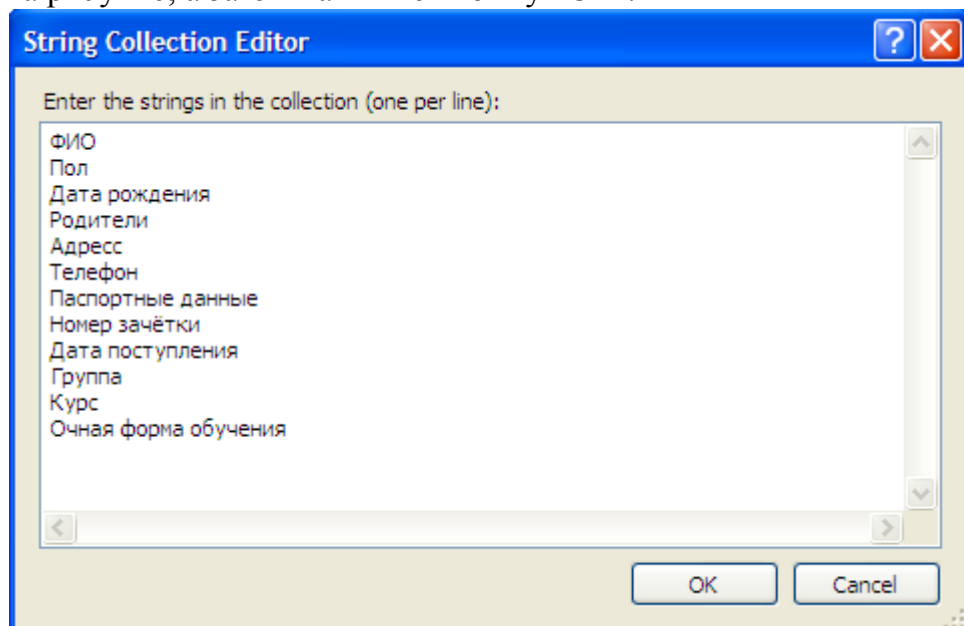 String Collection Editor
Enter the strings in the collection (one per line):
ФИО
Пол
Дата рождения
Родители
Адресс
Телефон
Паспортные данные
Номер зачётки
Дата поступления
Группа
Курс
Очная форма обучения
OK Cancel